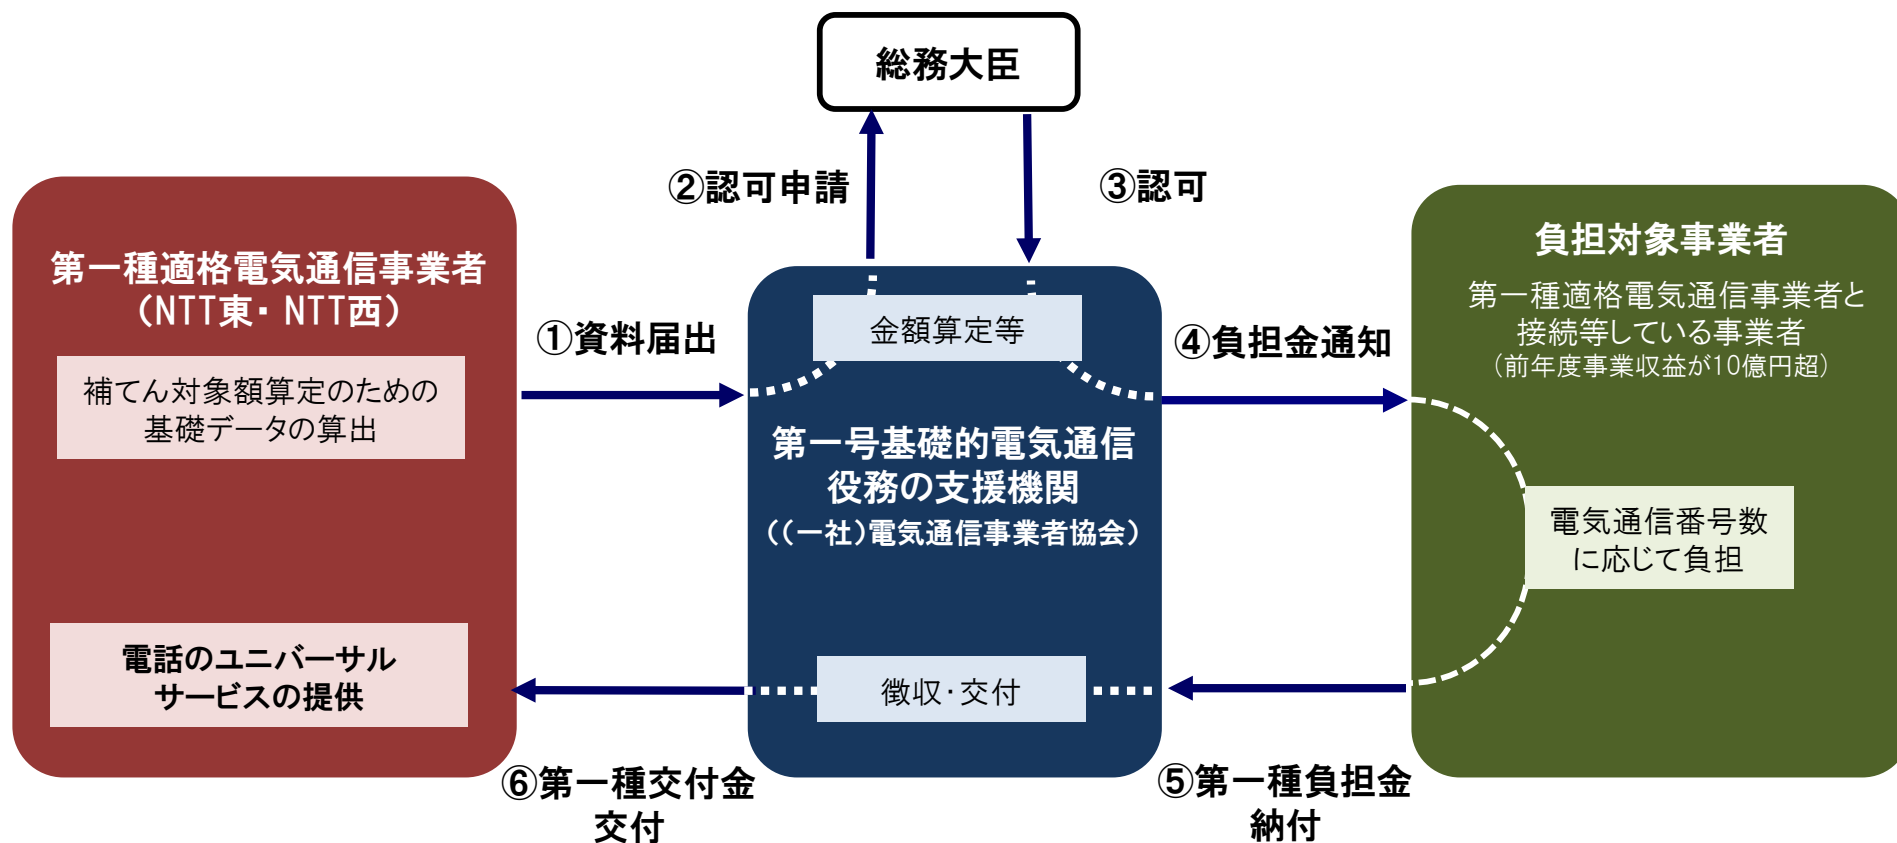 総務大臣
②認可申請
③認可
第一種適格電気通信事業者
（NTT東・NTT西）
補てん対象額算定のための
基礎データの算出
電話のユニバーサル
サービスの提供
①資料届出
金額算定等
第一号基礎的電気通信
役務の支援機関
（（一社）電気通信事業者協会）
徴収・交付
④負担金通知
負担対象事業者
第一種適格電気通信事業者と
接続等している事業者
（前年度事業収益が10億円超）
電気通信番号数
に応じて負担
⑤第一種負担金
納付
⑥第一種交付金
交付